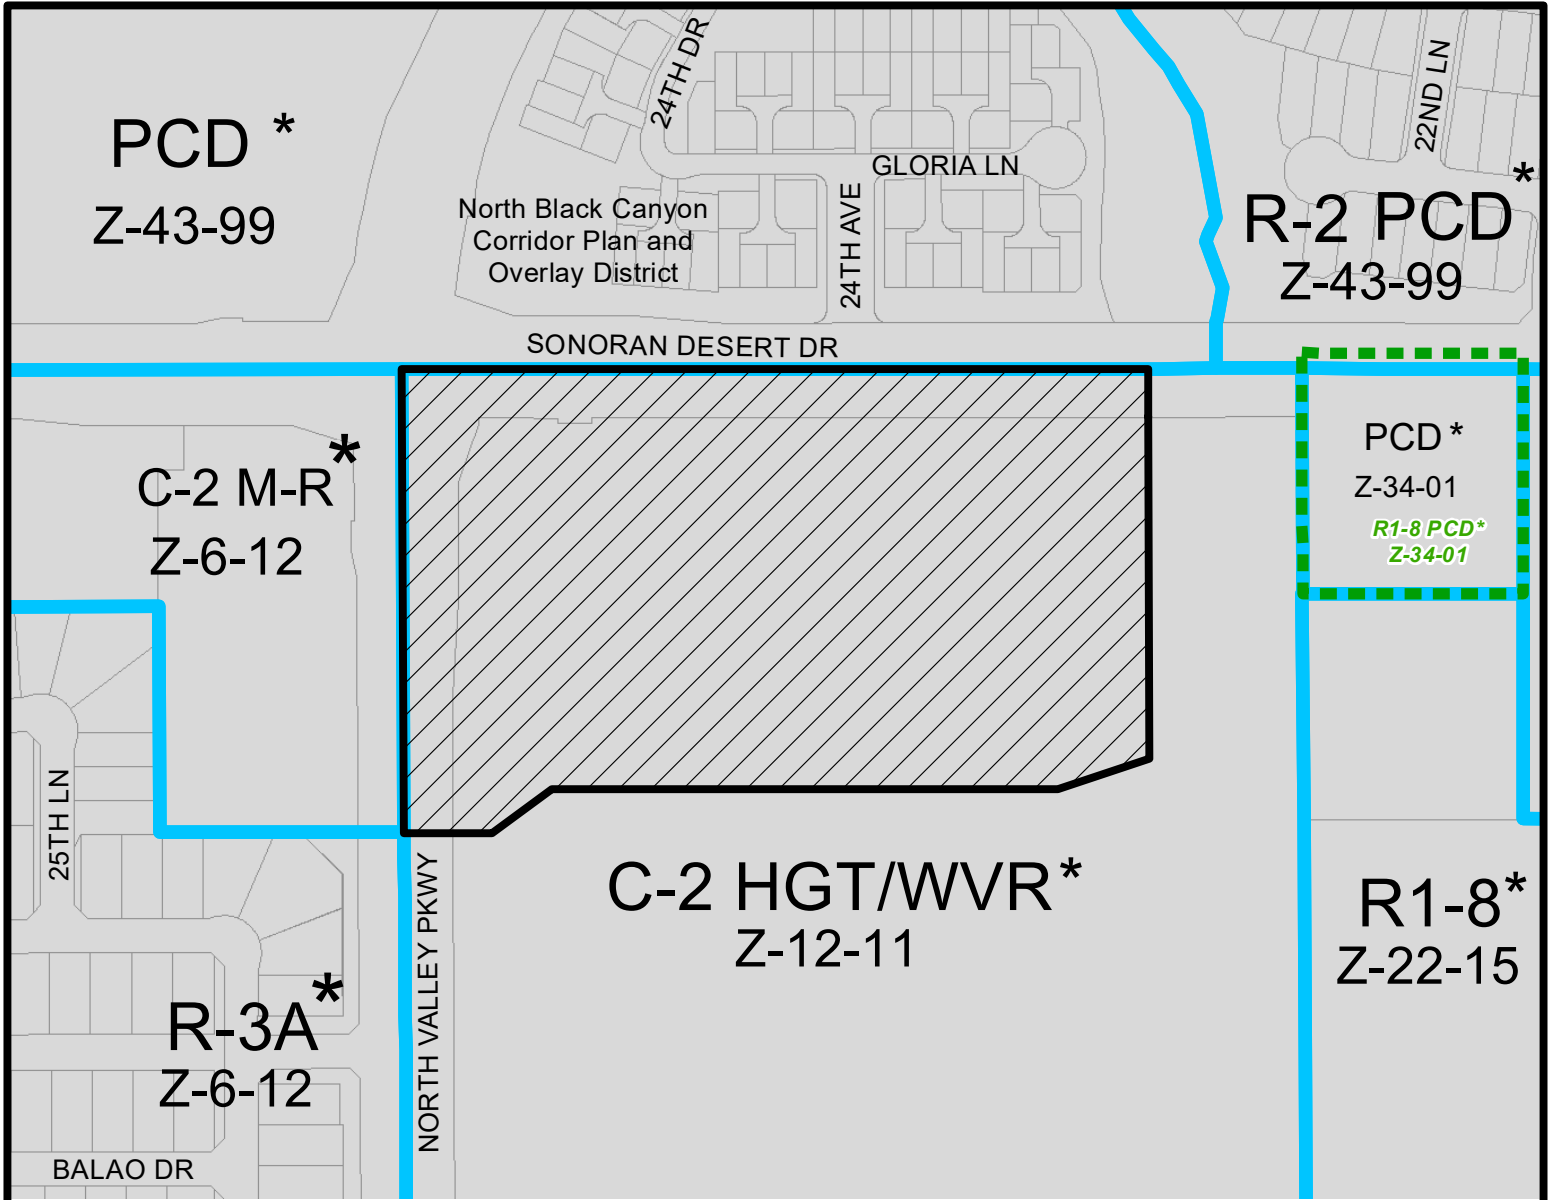 24TH DR
22ND LN
PCD *
Z-43-99
GLORIA LN
24TH AVE
North Black Canyon
Corridor Plan and
Overlay District
R-2 PCD*
Z-43-99
SONORAN DESERT DR
C-2 M-R*
Z-6-12
PCD *
Z-34-01
R1-8 PCD*
Z-34-01
25TH LN
NORTH VALLEY PKWY
C-2 HGT/WVR*
Z-12-11
R1-8*
Z-22-15
R-3A*
Z-6-12
BALAO DR